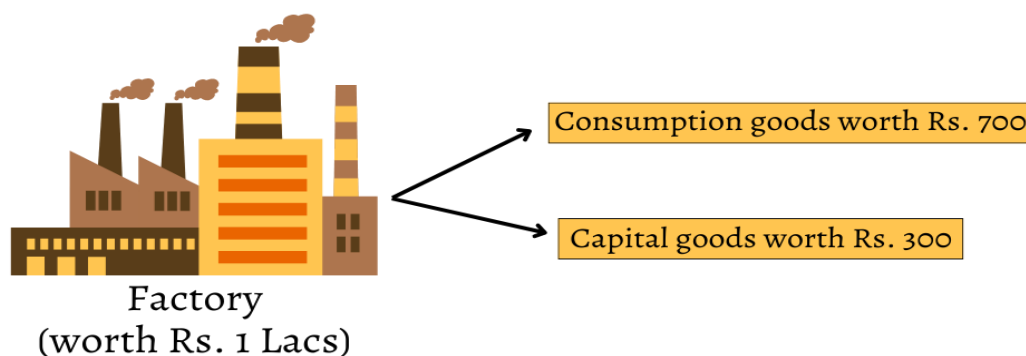 Consumption goods worth Rs. 700
Capital goods worth Rs. 300
Factory
(worth Rs. 1 Lacs)